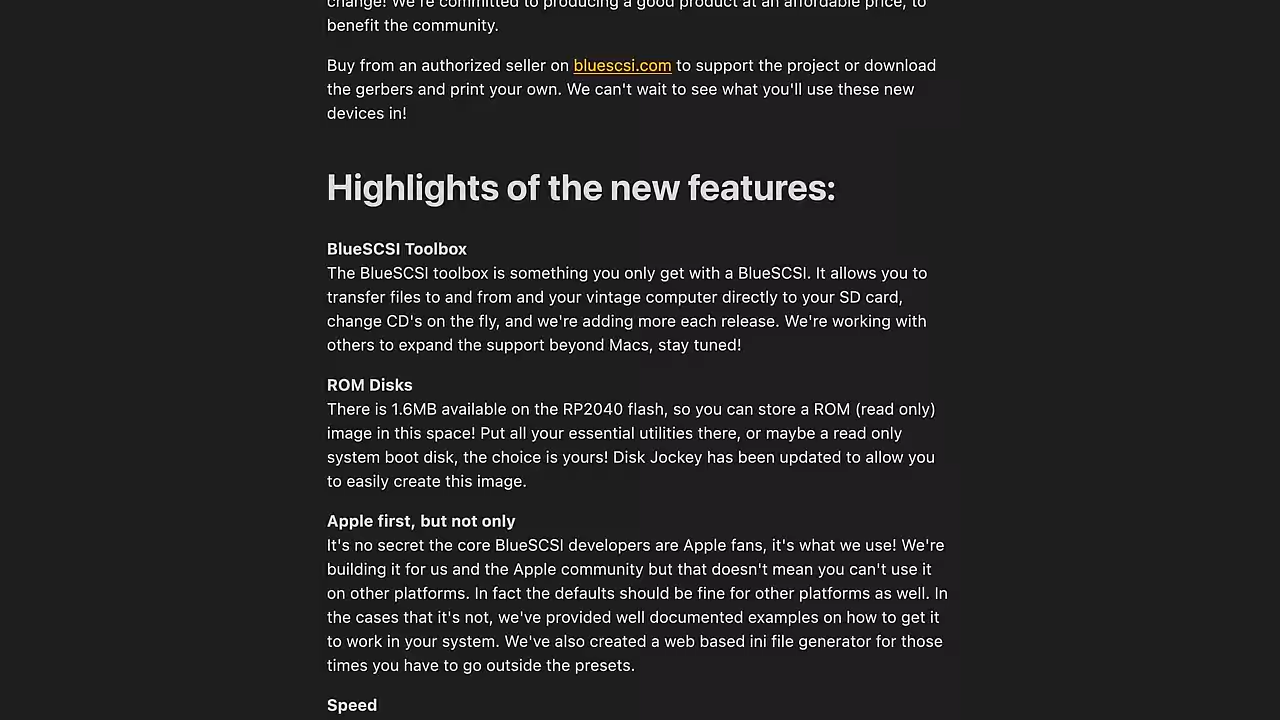 change! We're committed to producing a good product at an affordable price, to
benefit the community.
Buy from an authorized seller on bluescsi.com to support the project or download
the gerbers and print your own. We can't wait to see what you'll use these new
devices in!
Highlights of the new features:
BlueSCSI Toolbox
The BlueSCSI toolbox is something you only get with a BlueSCSI. It allows you to
transfer files to and from and your vintage computer directly to your SD card,
change CD's on the fly, and we're adding more each release. We're working with
others to expand the support beyond Macs, stay tuned!
ROM Disks
There is 1.6MB available on the RP2040 flash, so you can store a ROM (read only)
image in this space! Put all your essential utilities there, or maybe a read only
system boot disk, the choice is yours! Disk Jockey has been updated to allow you
to easily create this image.
Apple first, but not only
It's no secret the core BlueSCSI developers are Apple fans, it's what we use! We're
building it for us and the Apple community but that doesn't mean you can't use it
on other platforms. In fact the defaults should be fine for other platforms as well. In
the cases that it's not, we've provided well documented examples on how to get it
to work in your system. We've also created a web based ini file generator for those
times you have to go outside the presets.
Speed